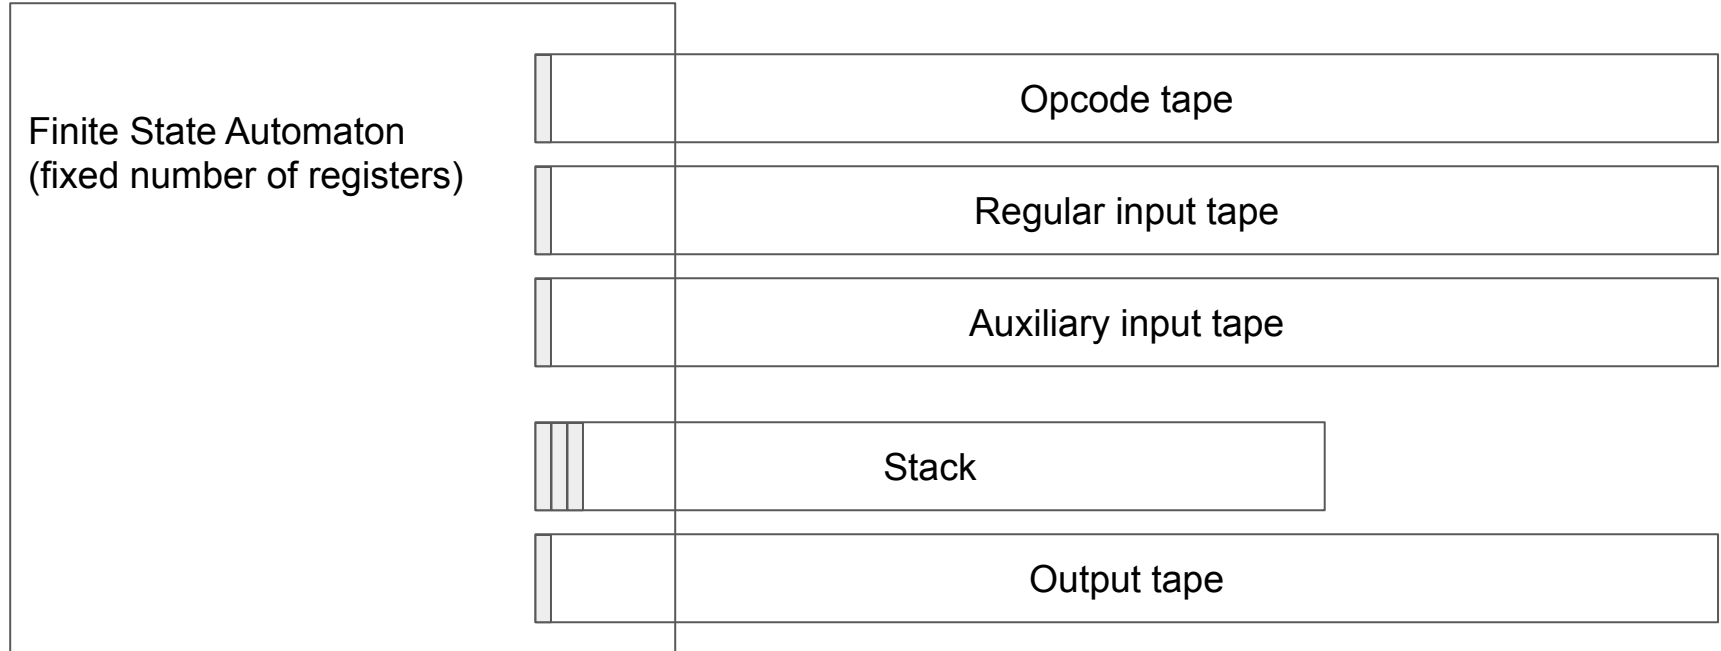 Finite State Automaton
(fixed number of registers)
Opcode tape
Regular input tape
Auxiliary input tape
Stack
Output tape